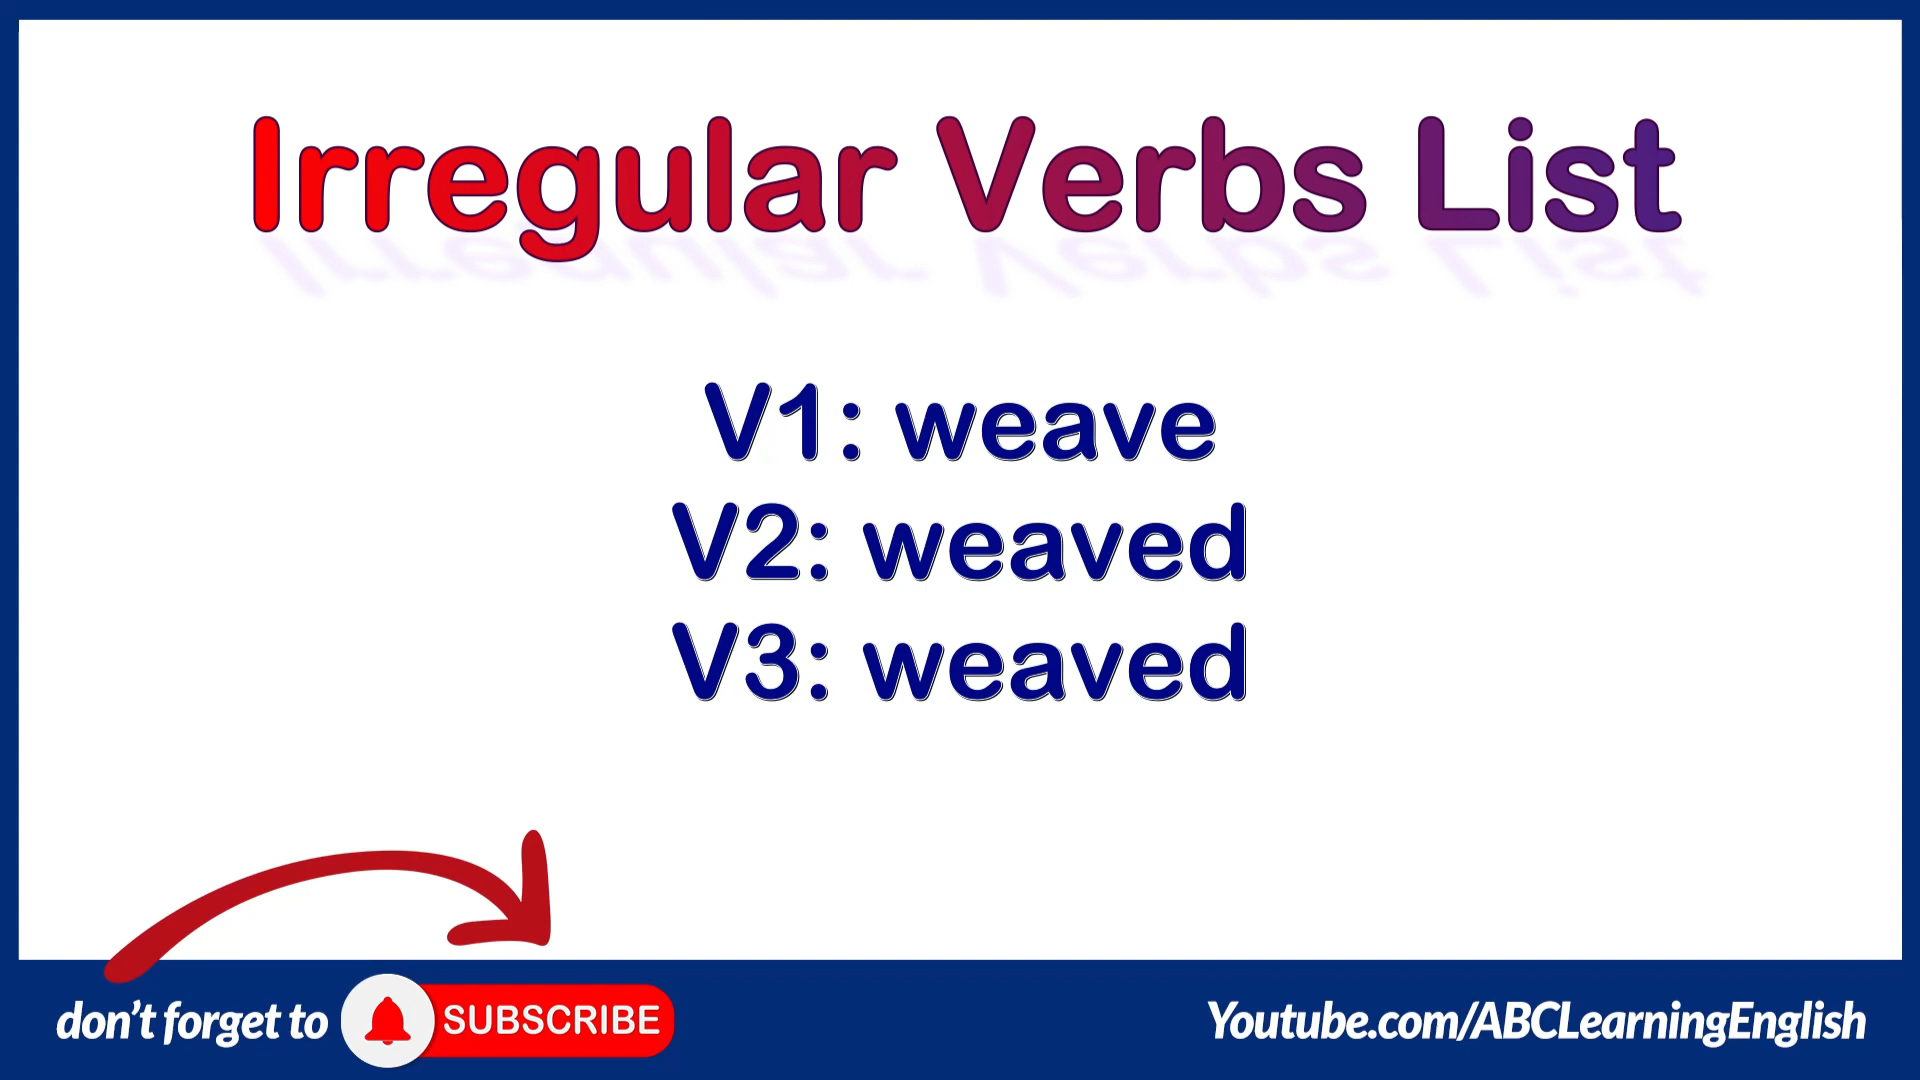 Irregular Verbs List
V1: weave
V2: weaved
V3: weaved
don't forget to SUBSCRIBE
Youtube.com/ABCLearningEnglish